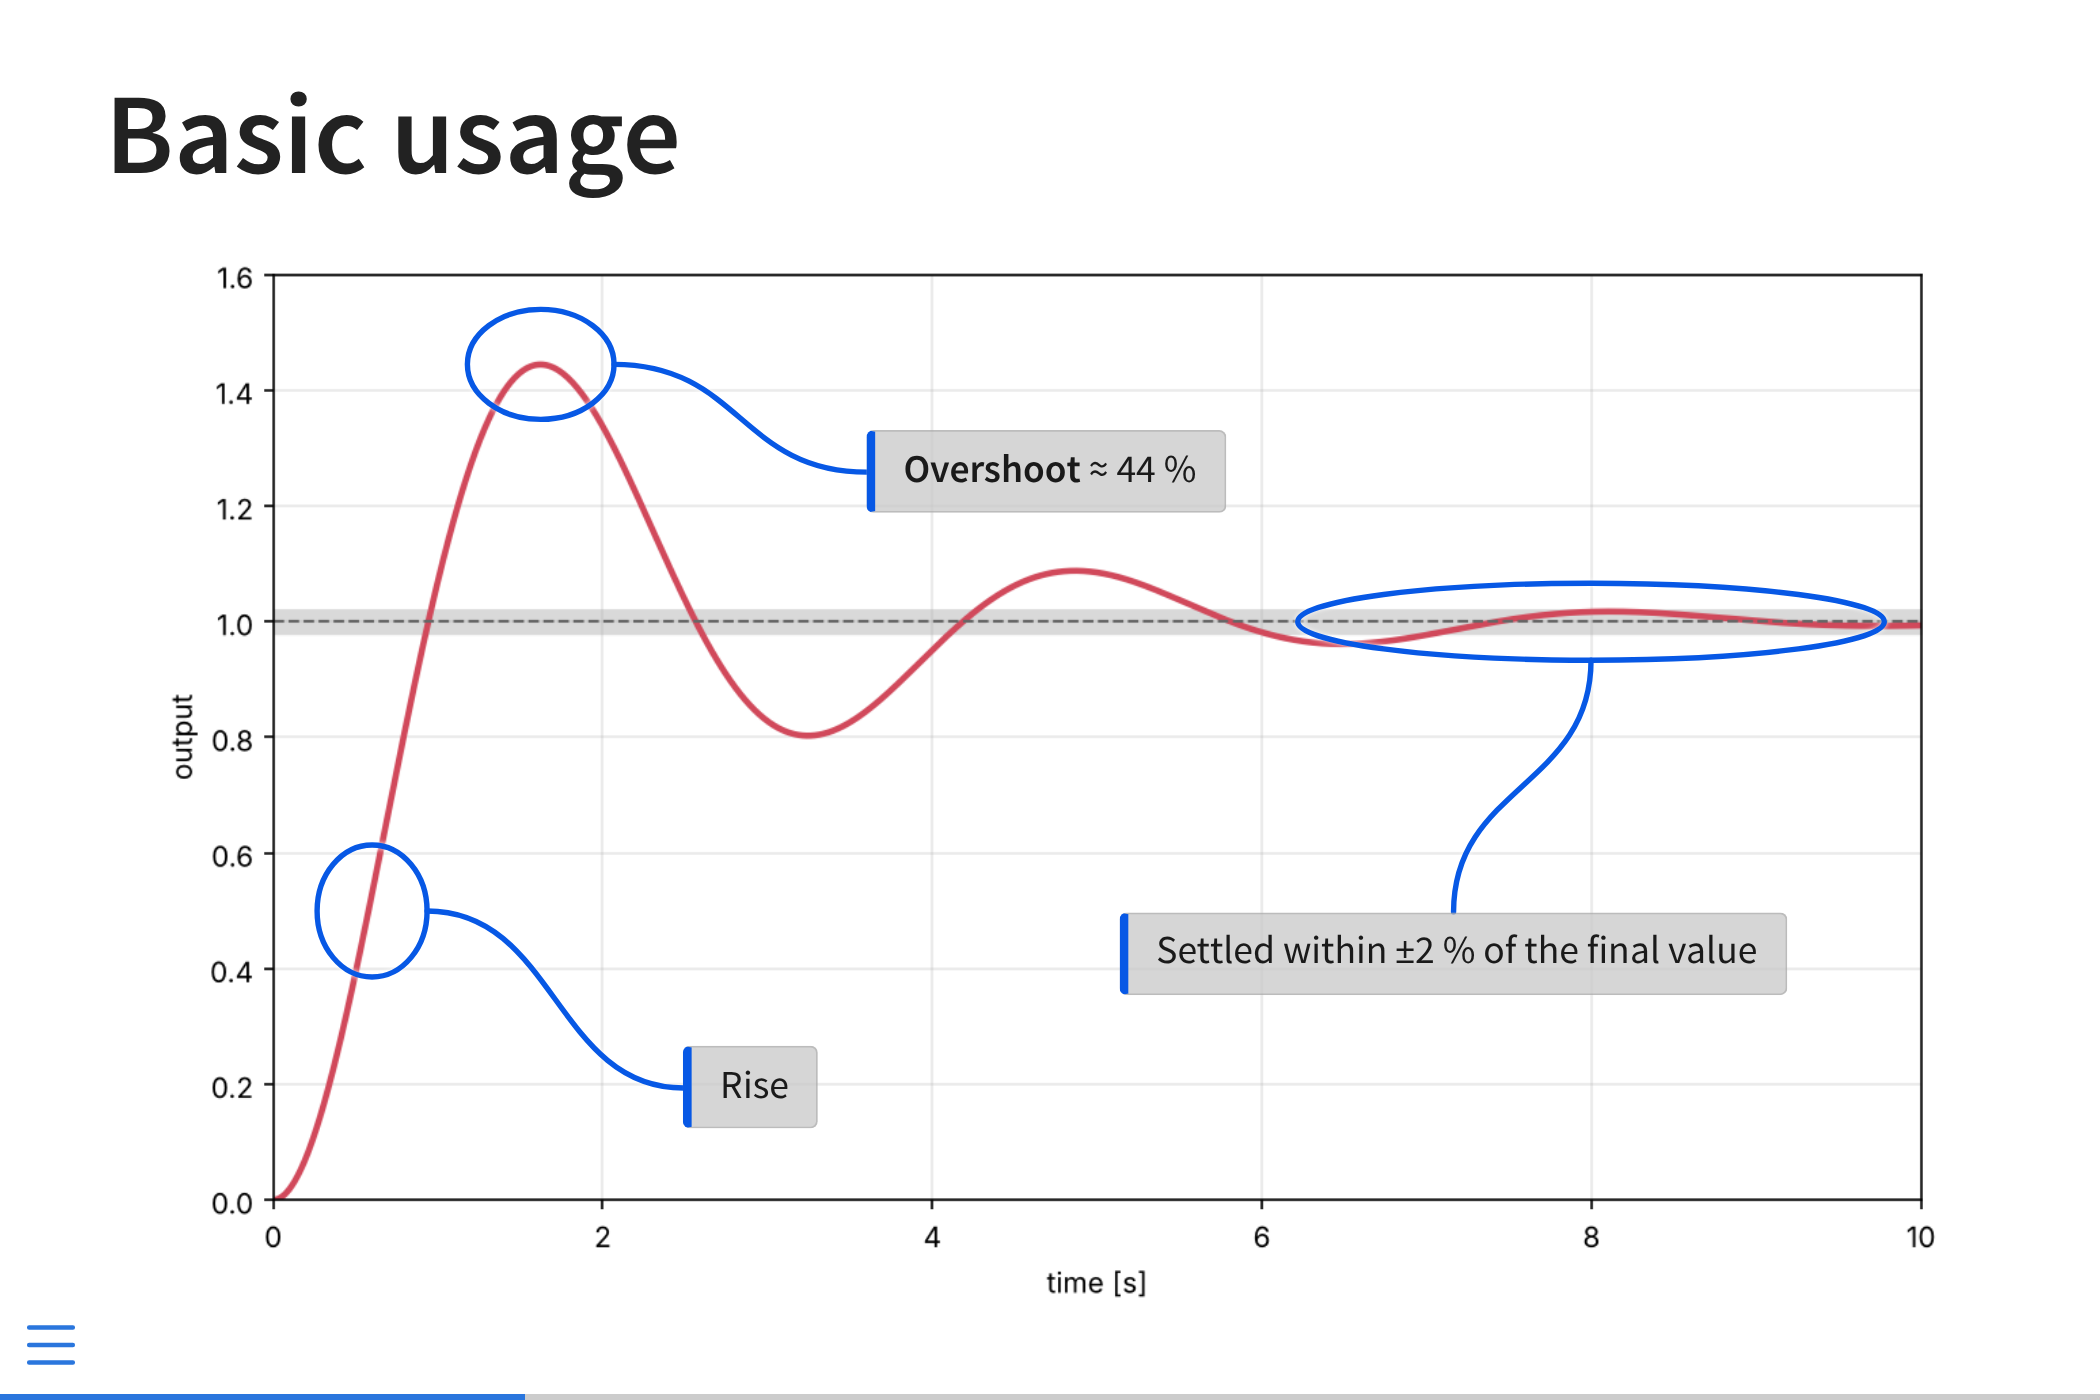 Basic usage
1.6
1.4
1.2
1.0
0.8
0.6
0.4
0.2
0.0
output
Overshoot ≈ 44 %
Settled within ±2 % of the final value
Rise
0 2 4 6 8 10
time [s]